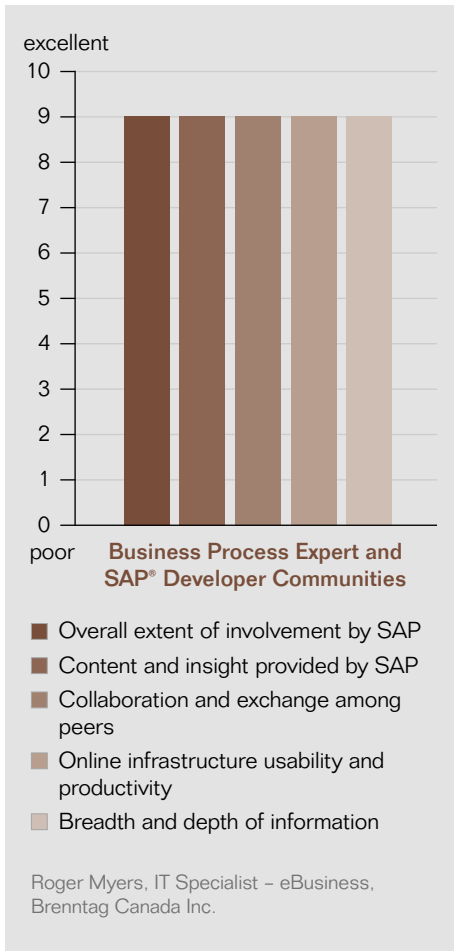 excellent
10
9
8
7
6
5
4
3
2
1
0
poor
Business Process Expert and
SAP® Developer Communities
Overall extent of involvement by SAP
Content and insight provided by SAP
Collaboration and exchange among
peers
Online infrastructure usability and
productivity
Breadth and depth of information
Roger Myers, IT Specialist – eBusiness,
Brenntag Canada Inc.